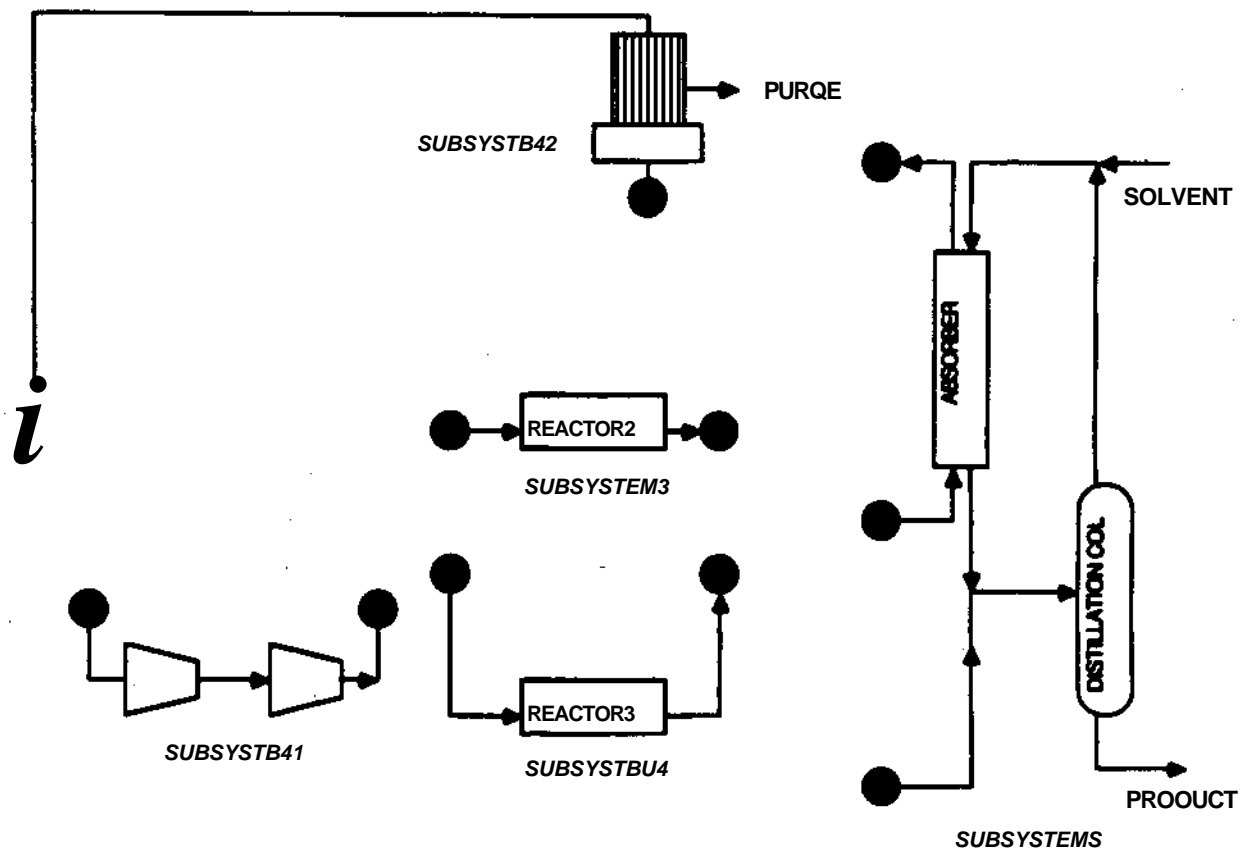 PURQE
SUBSYSTB42
SOLVENT
ABSORBER
i
REACTOR2
SUBSYSTEM3
DISTILLATION COL
REACTOR3
SUBSYSTB41
SUBSYSTBU4
PROOUCT
SUBSYSTEMS